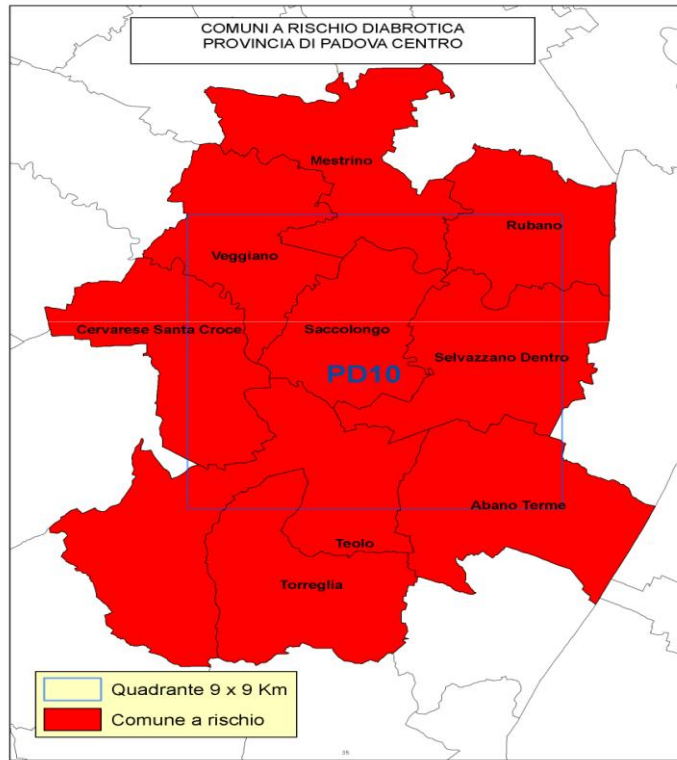 COMUNI A RISCHIO DIABROTICA
PROVINCIA DI PADOVA CENTRO
Mestrino
Rubano
Veggiano
Cervarese Santa Croce
Saccolongo
Selvazzano Dentro
PD10
Abano Terme
Teolo
Torreglia
Quadrante 9 x 9 Km
Comune a rischio